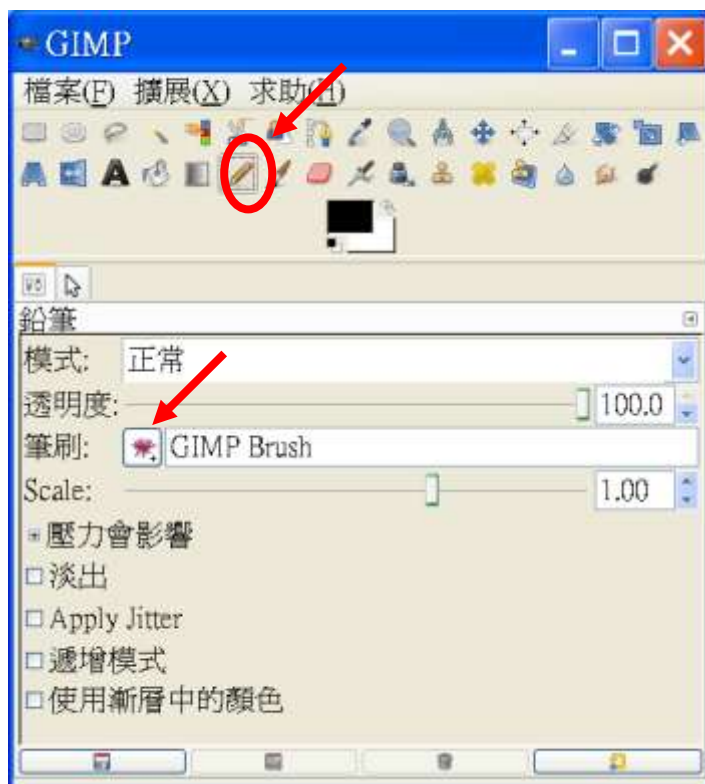 GIMP
檔案(F) 擴展(X) 求助(H)
鉛筆
模式: 正常
透明度: 100.0
筆刷: GIMP Brush
Scale: 1.00
壓力會影響
淡出
Apply Jitter
遞增模式
使用漸層中的顏色